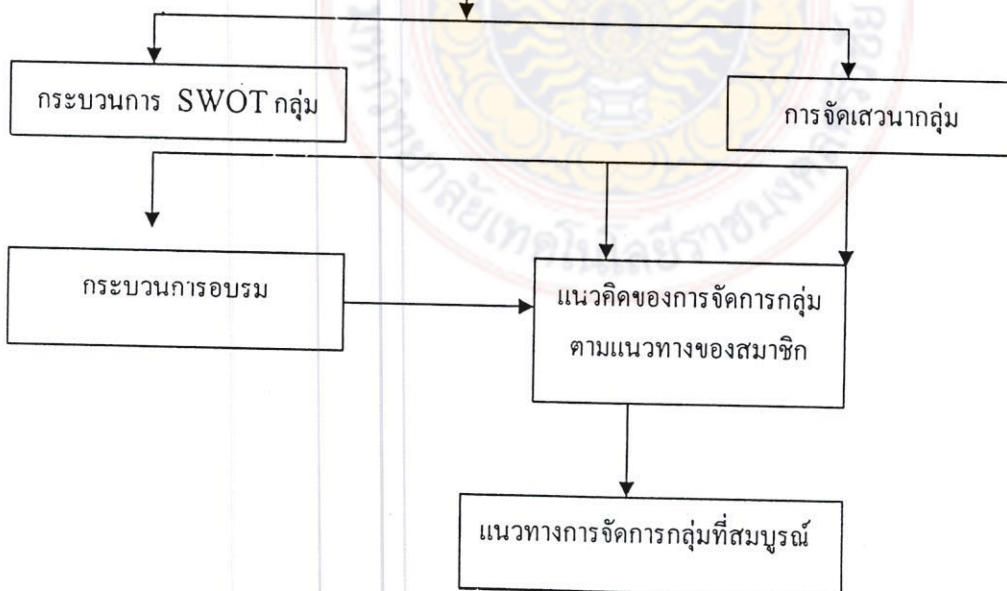 กระบวนการ SWOT กลุ่ม
การจัดเสวนากลุ่ม
กระบวนการอบรม
แนวคิดของการจัดการกลุ่ม
ตามแนวทางของสมาชิก
แนวทางการจัดการกลุ่มที่สมบูรณ์